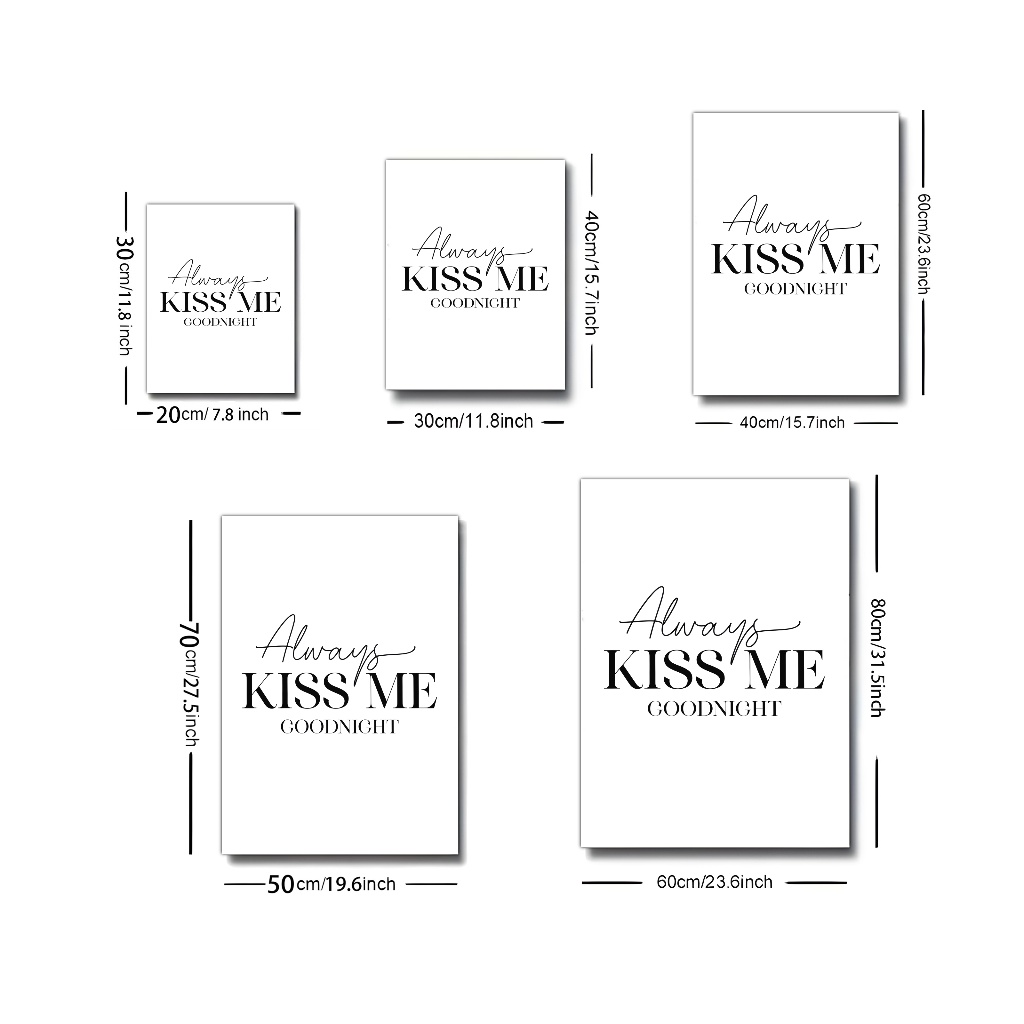 30cm/11.8 inch
Always
KISS ME
GOODNIGHT
20cm/ 7.8 inch
Always
KISS ME
GOODNIGHT
40cm/15.7inch
30cm/11.8inch
Always
KISS ME
GOODNIGHT
60cm/23.6inch
40cm/15.7inch
70cm/27.5inch
Always
KISS ME
GOODNIGHT
50cm/19.6inch
Always
KISS ME
GOODNIGHT
80cm/31.5inch
60cm/23.6inch